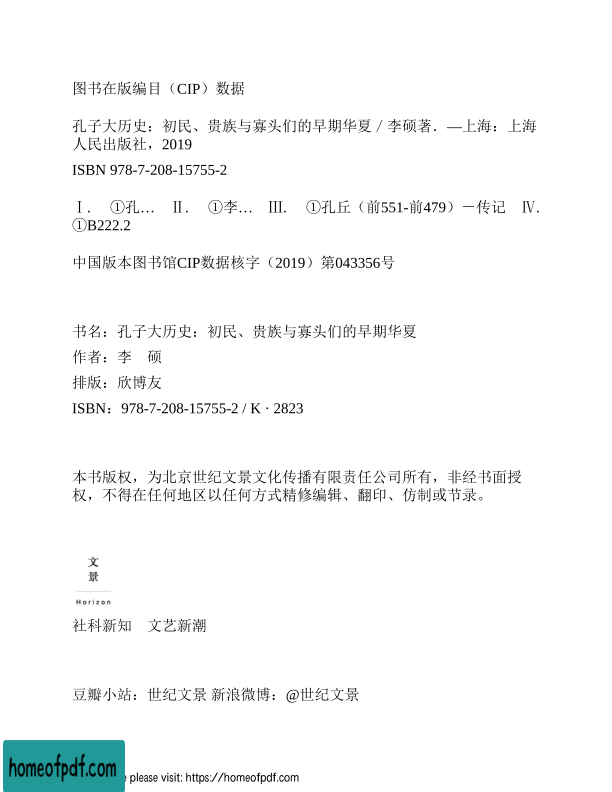 图书在版编目（CIP）数据
孔子大历史：初民、贵族与寡头们的早期华夏／李硕著．—上海：上海
人民出版社，2019
ISBN 978-7-208-15755-2
Ⅰ．　①孔…　Ⅱ．　①李…　Ⅲ．　①孔丘（前551-前479）－传记　Ⅳ．
①B222.2
中国版本图书馆CIP数据核字（2019）第043356号
书名：孔子大历史：初民、贵族与寡头们的早期华夏
作者：李　硕
排版：欣博友
ISBN：978-7-208-15755-2 / K · 2823
本书版权，为北京世纪文景文化传播有限责任公司所有，非经书面授
权，不得在任何地区以任何方式精修编辑、翻印、仿制或节录。
文
景
Horizon
社科新知　文艺新潮
豆瓣小站：世纪文景 新浪微博：@世纪文景
homeofpdf.com
please visit: https://homeofpdf.com